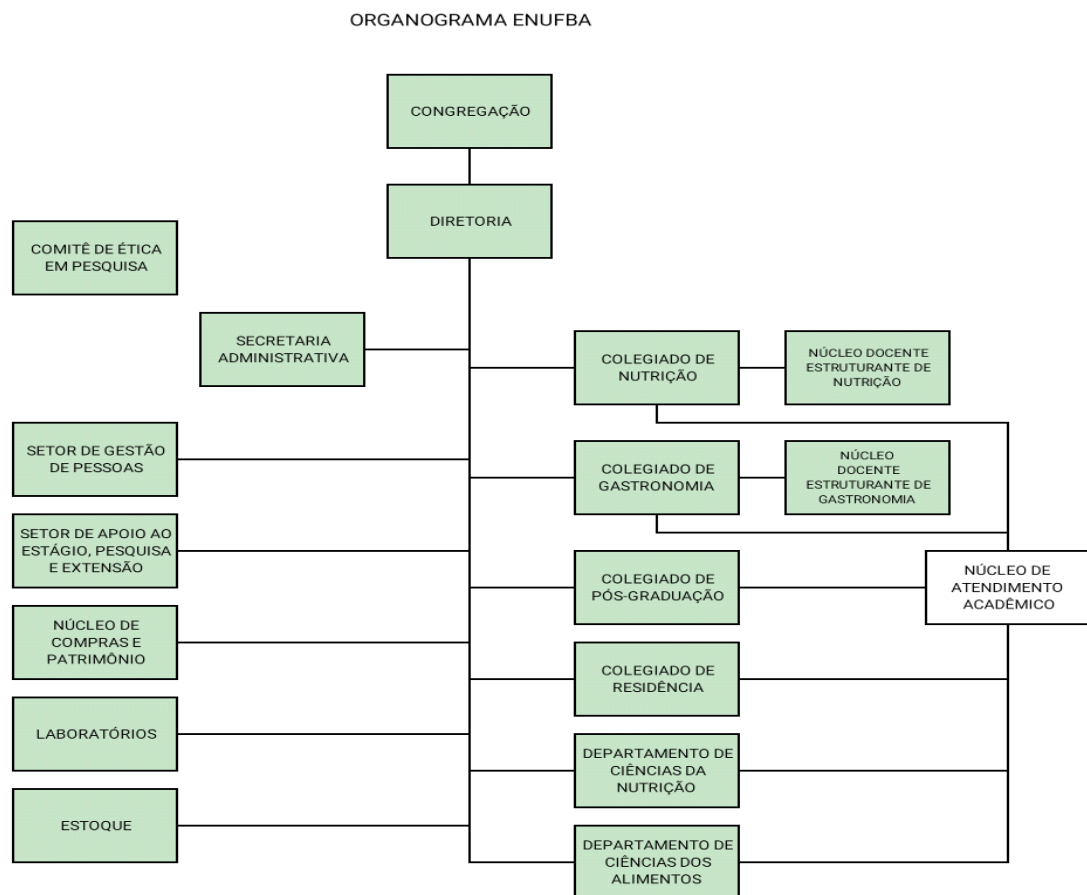 ORGANOGRAMA ENUFBA
CONGREGAÇÃO
DIRETORIA
COMITÊ DE ÉTICA
EM PESQUISA
SECRETARIA
ADMINISTRATIVA
COLEGIADO DE
NUTRIÇÃO
NÚCLEO DOCENTE
ESTRUTURANTE DE
NUTRIÇÃO
SETOR DE GESTÃO
DE PESSOAS
COLEGIADO DE
GASTRONOMIA
NÚCLEO
DOCENTE
ESTRUTURANTE DE
GASTRONOMIA
SETOR DE APOIO AO
ESTÁGIO, PESQUISA
E EXTENSÃO
COLEGIADO DE
PÓS-GRADUAÇÃO
NÚCLEO DE
ATENDIMENTO
ACADÊMICO
NÚCLEO DE
COMPRAS E
PATRIMÔNIO
COLEGIADO DE
RESIDÊNCIA
LABORATÓRIOS
DEPARTAMENTO DE
CIÊNCIAS DA
NUTRIÇÃO
ESTOQUE
DEPARTAMENTO DE
CIÊNCIAS DOS
ALIMENTOS